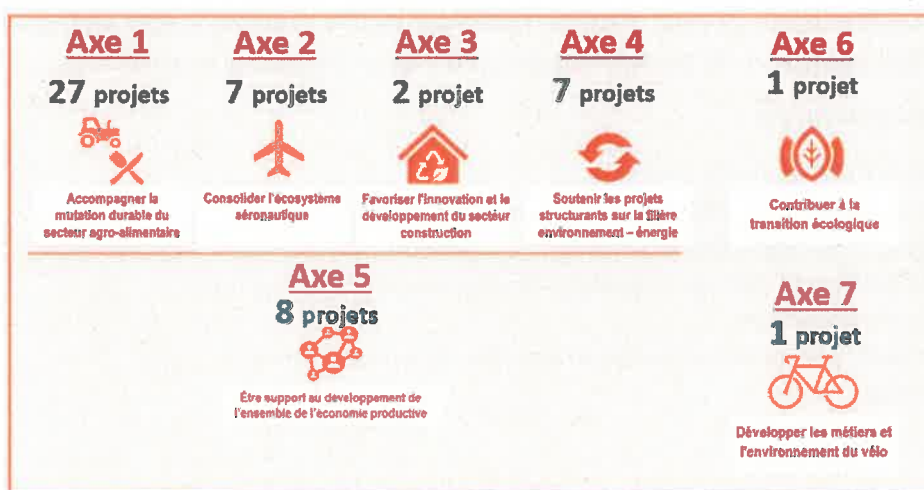 Axe 1
27 projets
Accompagner la
mutation durable du
secteur agro-alimentaire
Axe 2
7 projets
Consolider l'écosystème
aéronautique
Axe 3
2 projet
Favoriser l'innovation et le
développement du secteur
construction
Axe 4
7 projets
Soutenir les projets
structurants sur la filière
environnement – énergie
Axe 6
1 projet
Contribuer à la
transition écologique
Axe 5
8 projets
Être support au développement de
l'ensemble de l'économie productive
Axe 7
1 projet
Développer les métiers et
l'environnement du vélo